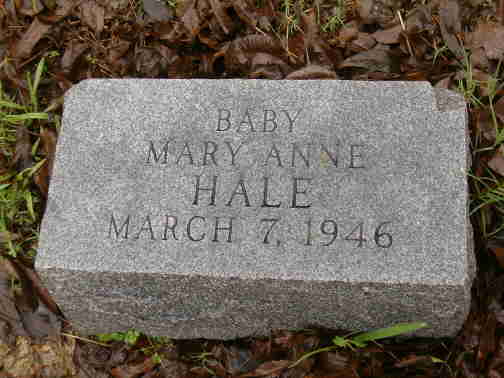 BABY
MARY ANNE
HALE
MARCH 7, 1946